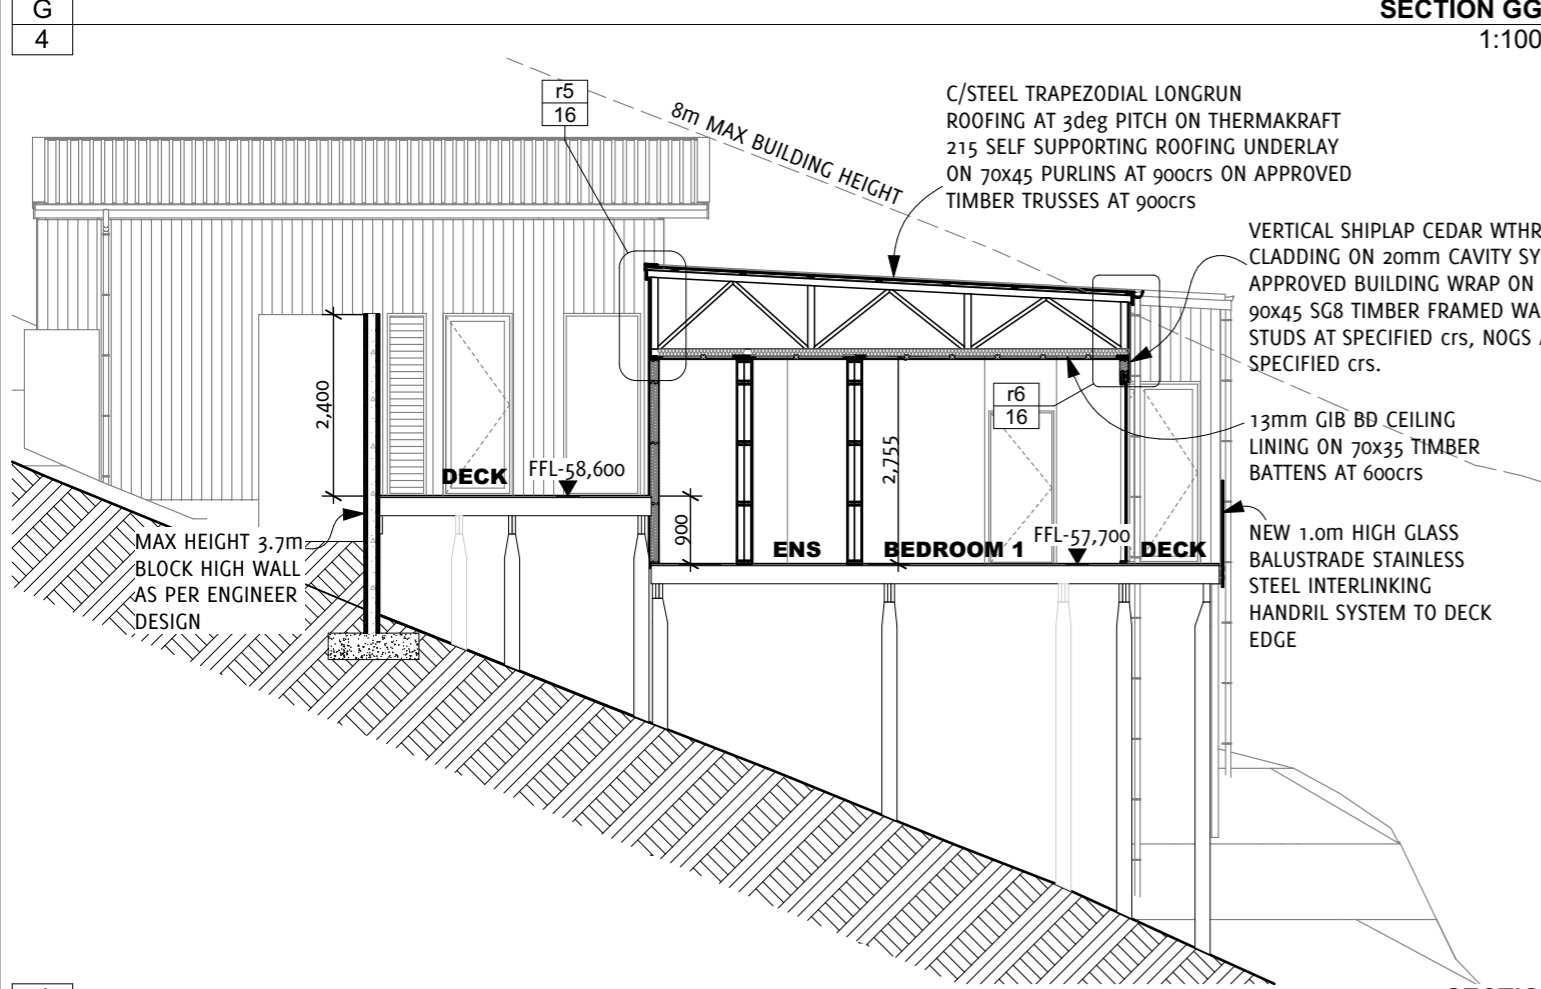 G
4
SECTION GG
1:100
r5
16
8m MAX BUILDING HEIGHT
C/STEEL TRAPEZODIAL LONGRUN
ROOFING AT 3deg PITCH ON THERMAKRAFT
215 SELF SUPPORTING ROOFING UNDERLAY
ON 70x45 PURLINS AT 900crs ON APPROVED
TIMBER TRUSSES AT 900crs
VERTICAL SHIPLAP CEDAR WTHR
CLADDING ON 20mm CAVITY SY
APPROVED BUILDING WRAP ON
90x45 SG8 TIMBER FRAMED WA
STUDS AT SPECIFIED crs, NOGS
SPECIFIED crs.
r6
16
13mm GIB BD CEILING
LINING ON 70x35 TIMBER
BATTENS AT 600crs
2,400
2,755
DECK
FFL-58,600
900
ENS
BEDROOM 1
FFL-57,700
DECK
MAX HEIGHT 3.7m
BLOCK HIGH WALL
AS PER ENGINEER
DESIGN
NEW 1.0m HIGH GLASS
BALUSTRADE STAINLESS
STEEL INTERLINKING
HANDRIL SYSTEM TO DECK
EDGE